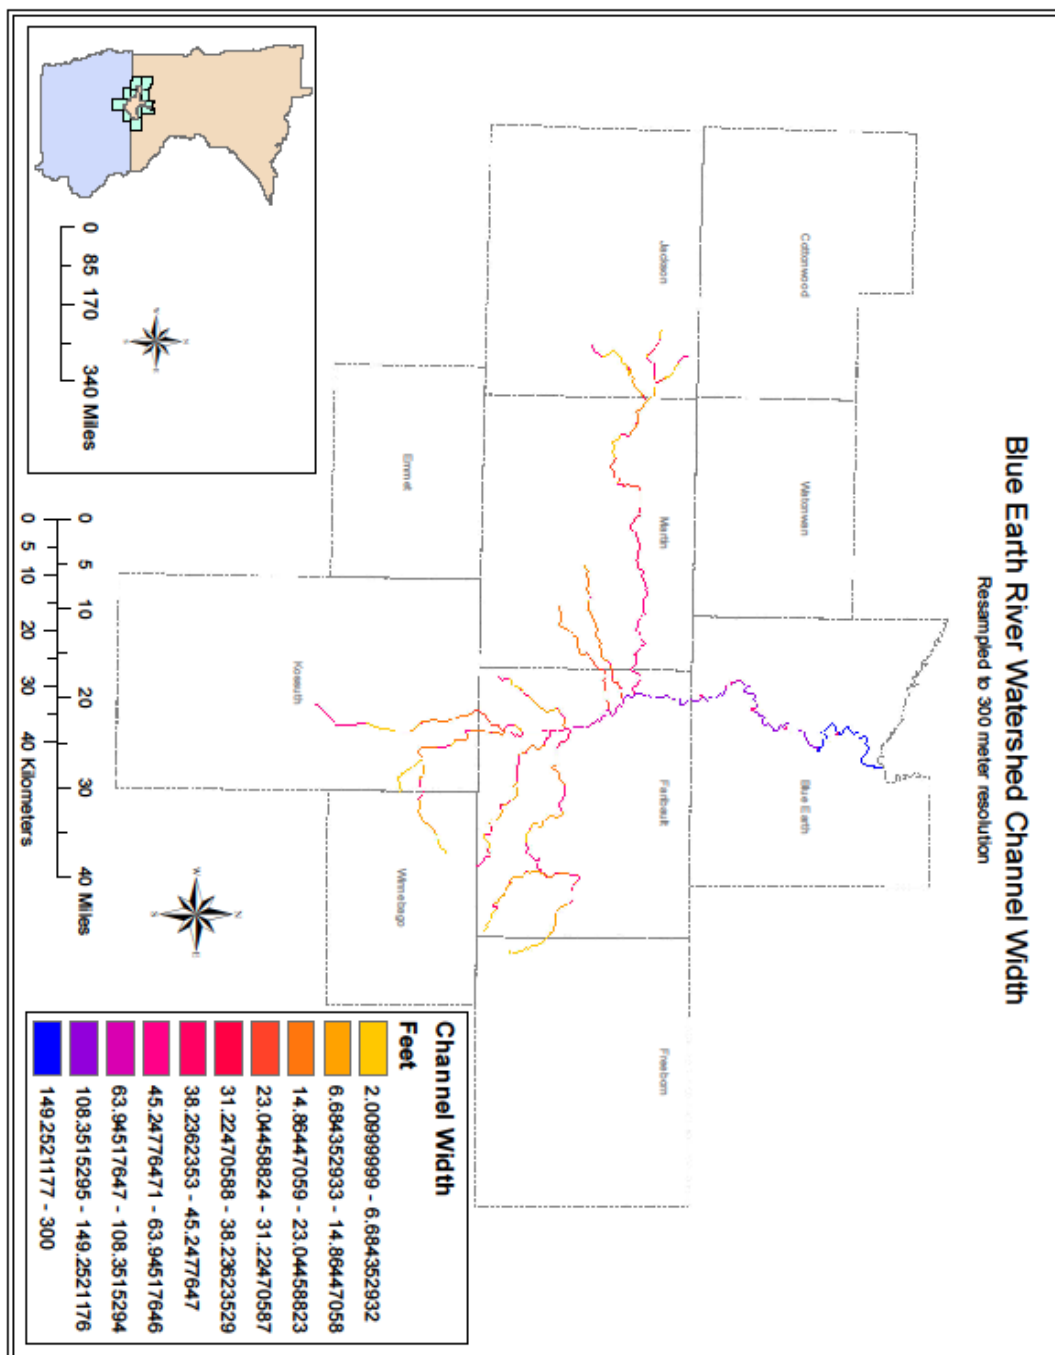 Blue Earth River Watershed Channel Width
Resampled to 300 meter resolution
Cottonwood
Watonwan
Blue Earth
Jackson
Martin
Faribault
Freeborn
Emmet
Kossuth
Winnebago
N
W
E
S
0 85 170 340 Miles
N
W
E
S
0 5 10 20 30 40 Miles
0 5 10 20 30 40 Kilometers
Channel Width
Feet
2.00999999 - 6.684352932
6.684352933 - 14.86447058
14.86447059 - 23.04458823
23.04458824 - 31.22470587
31.22470588 - 38.23623529
38.2362353 - 45.2477647
45.24776471 - 63.94517646
63.94517647 - 108.3515294
108.3515295 - 149.2521176
149.2521177 - 300